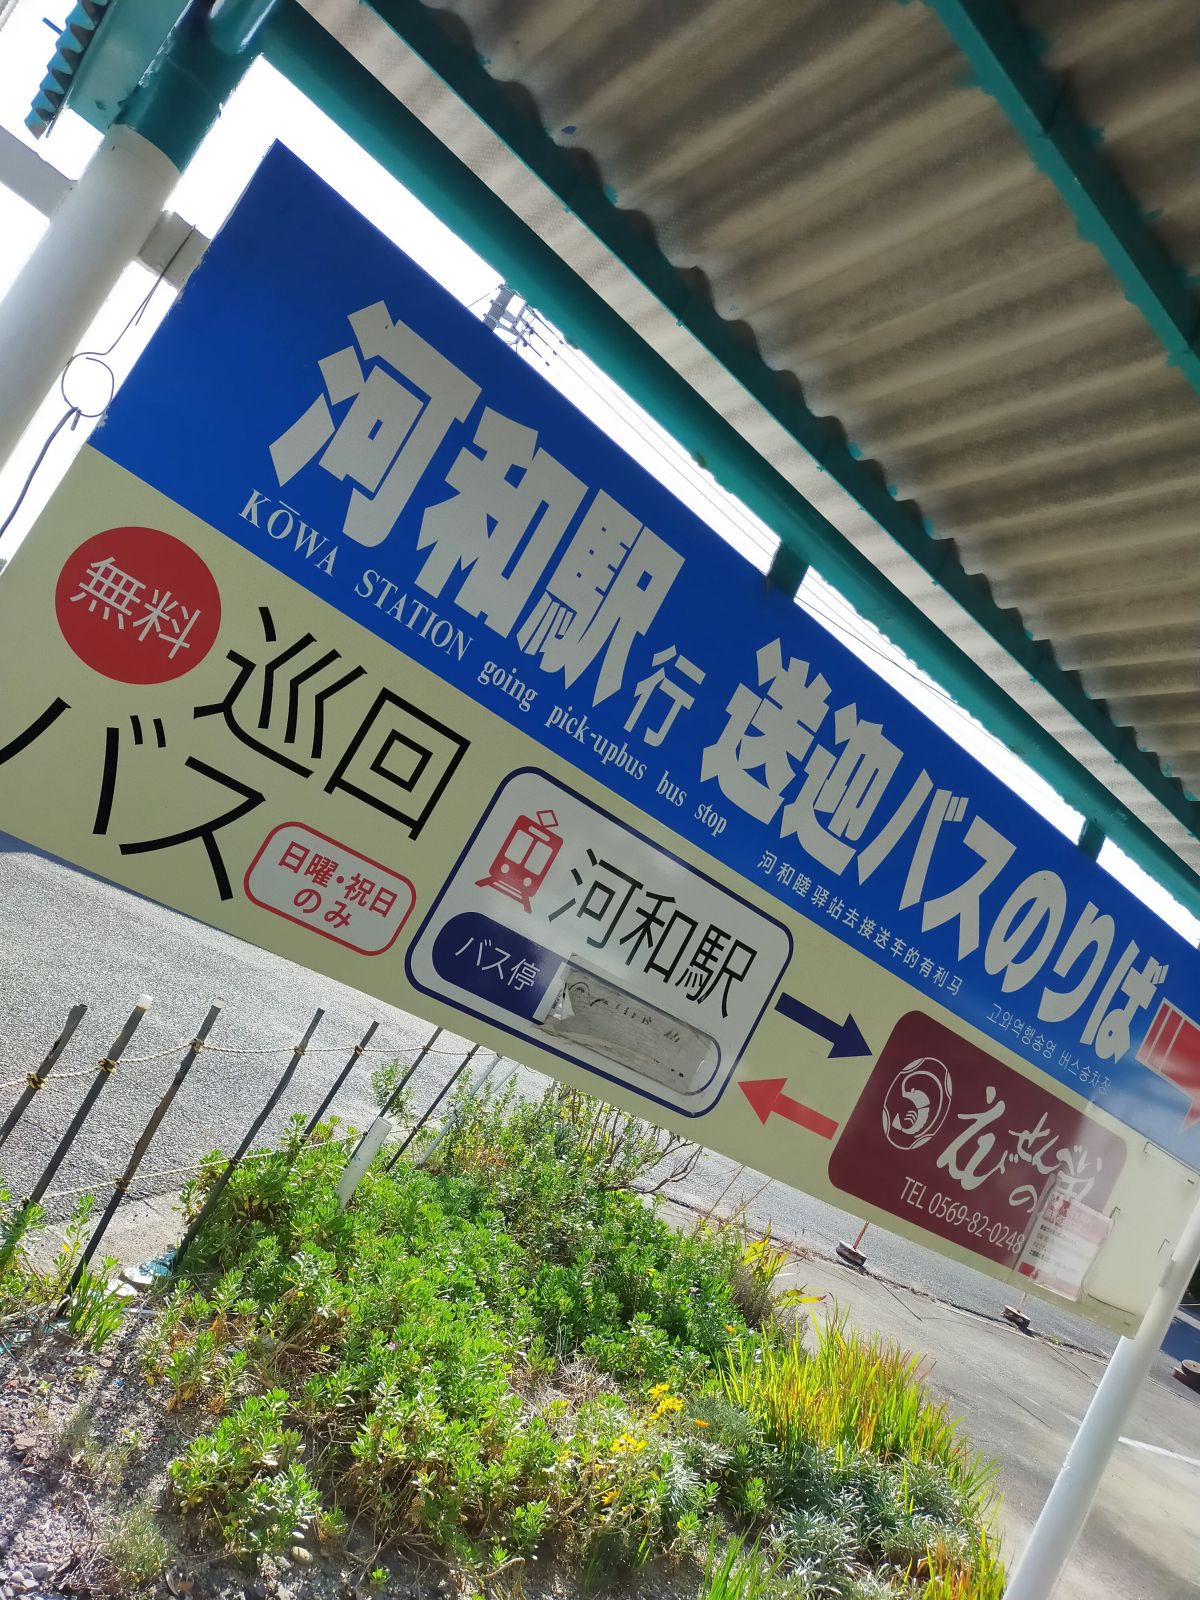 河和駅行 送迎バスのりば
KŌWA STATION going pick-upbus bus stop
河和睦驿站去接送车的有利马 고와역행송영 버스승차장
無料
巡回
バス
日曜・祝日
のみ
河和駅
バス停
えびせんべい
の里
TEL 0569-82-0248